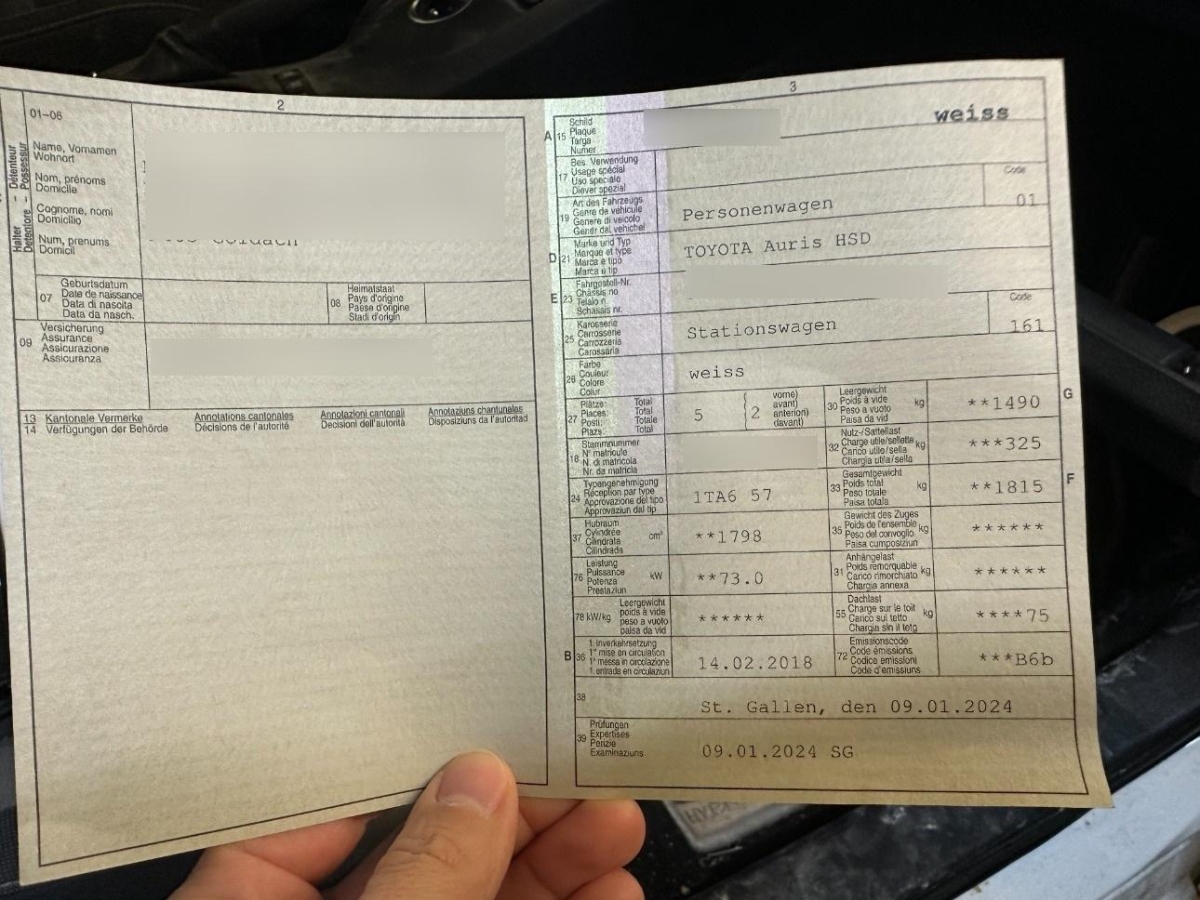 2
01-06
Halter - Détenteur
Detentore - Possessur
Name, Vornamen
Wohnort
Nom, prénoms
Domicile
Cognome, nomi
Domicilio
Num, prenums
Domicil
07
Geburtsdatum
Date de naissance
Data di nascita
Data da nasch.
08
Heimatstaat
Pays d'origine
Paese d'origine
Stadi d'origin
09
Versicherung
Assurance
Assicurazione
Assicuranza
13 Kantonale Vermerke
14 Verfügungen der Behörde
Annotations cantonales
Décisions de l'autorité
Annotazioni cantonali
Decisioni dell'autorità
Annotaziuns chantunalas
Disposiziuns da l'autoritad
3
A 15
Schild
Plaque
Targa
Numer
weiss
17
Bes. Verwendung
Usage spécial
Uso speciale
Diever spezial
19
Art des Fahrzeugs
Genre de véhicule
Genere di veicolo
Gener dal vehichel
Personenwagen
Code
01
D 21
Marke und Typ
Marque et type
Marca e tipo
Marca e tip
TOYOTA Auris HSD
E 23
Fahrgestell-Nr.
Châssis no
Telaio n.
Schassis nr.
25
Karosserie
Carrosserie
Carrozzeria
Carossaria
Stationswagen
Code
161
26
Farbe
Couleur
Colore
Colur
weiss
27
Plätze: Total
Places: Total
Posti: Totale
Plazs: Total
5
2
vorne)
avant)
anteriori)
davant)
30
Leergewicht
Poids à vide
Peso a vuoto
Paisa da vid
kg
**1490
G
18
Stammnummer
N° matricule
N. di matricola
Nr. da matricla
32
Nutz-/Sattellast
Charge utile/sellette
Carico utile/sella
Chargia utila/sella
kg
***325
24
Typengenehmigung
Réception par type
Approvazione del tipo
Approvaziun dal tip
1TA6 57
33
Gesamtgewicht
Poids total
Peso totale
Paisa totala
kg
**1815
F
37
Hubraum
Cylindrée
Cilindrata
Cilindrada
cm³
**1798
35
Gewicht des Zuges
Poids de l'ensemble
Peso del convoglio
Paisa cumposiziun
kg
******
76
Leistung
Puissance
Potenza
Prestaziun
kW
**73.0
31
Anhängelast
Poids remorquable
Carico rimorchiato
Chargia annexa
kg
******
78 kW/kg
Leergewicht
poids à vide
peso a vuoto
paisa da vid
******
55
Dachlast
Charge sur le toit
Carico sul tetto
Chargia sin il tetg
kg
****75
B 36
1. Inverkehrsetzung
1re mise en circulation
1a messa in circolazione
1. entrada en circulaziun
14.02.2018
72
Emissionscode
Code émissions
Codice emissioni
Code d'emissiuns
***B6b
38
St. Gallen, den 09.01.2024
39
Prüfungen
Expertises
Perizie
Examinaziuns
09.01.2024 SG